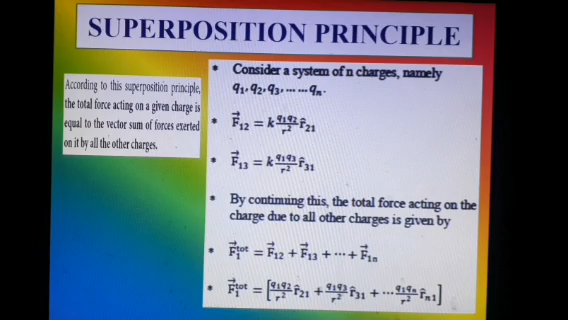 SUPERPOSITION PRINCIPLE
According to this superposition principle,
the total force acting on a given charge is
equal to the vector sum of forces exerted
on it by all the other charges.
• Consider a system of n charges, namely
q₁, q₂, q₃, ⋯ ⋯ qₙ.
• F⃗₁₂ = k q₁q₂/r² r̂₂₁
• F⃗₁₃ = k q₁q₃/r² r̂₃₁
• By continuing this, the total force acting on the
charge due to all other charges is given by
• F⃗₁ᵗᵒᵗ = F⃗₁₂ + F⃗₁₃ + ⋯ + F⃗₁ₙ
• F⃗₁ᵗᵒᵗ = [q₁q₂/r² r̂₂₁ + q₁q₃/r² r̂₃₁ + ⋯ q₁qₙ/r² r̂ₙ₁]